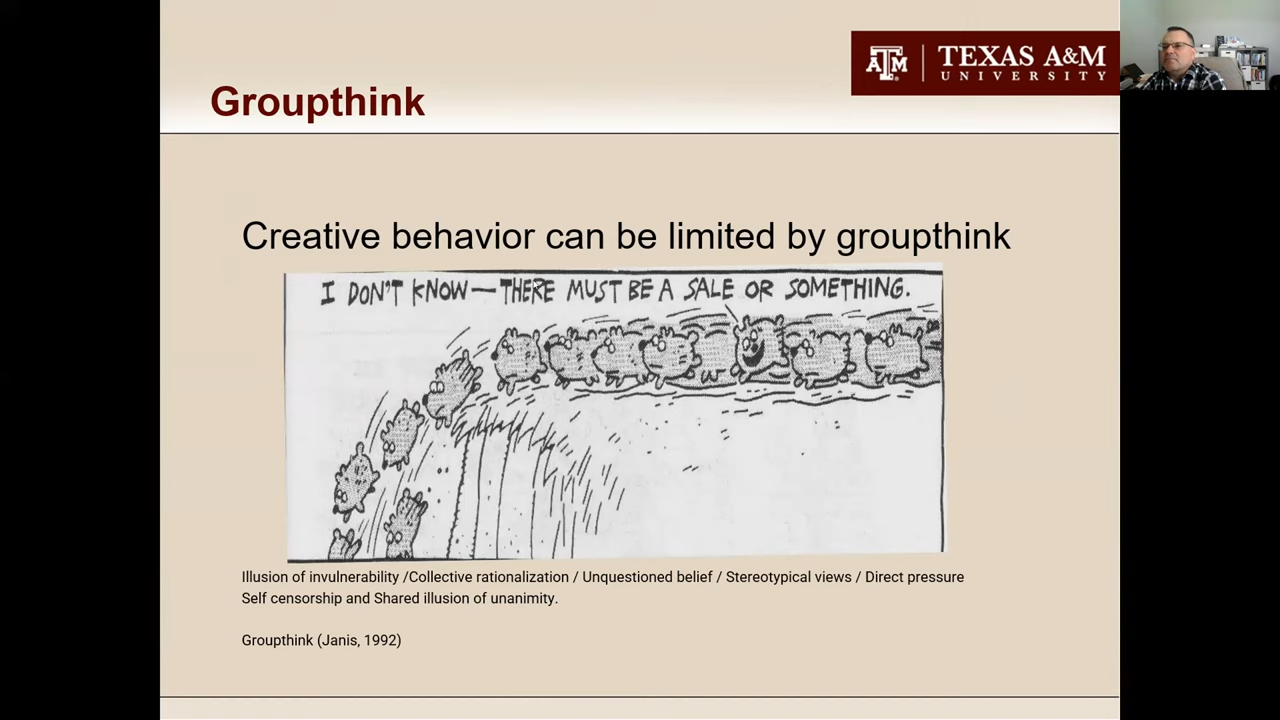 Groupthink
TEXAS A&M
UNIVERSITY
Creative behavior can be limited by groupthink
I DON'T KNOW — THERE MUST BE A SALE OR SOMETHING.
Illusion of invulnerability /Collective rationalization / Unquestioned belief / Stereotypical views / Direct pressure
Self censorship and Shared illusion of unanimity.
Groupthink (Janis, 1992)